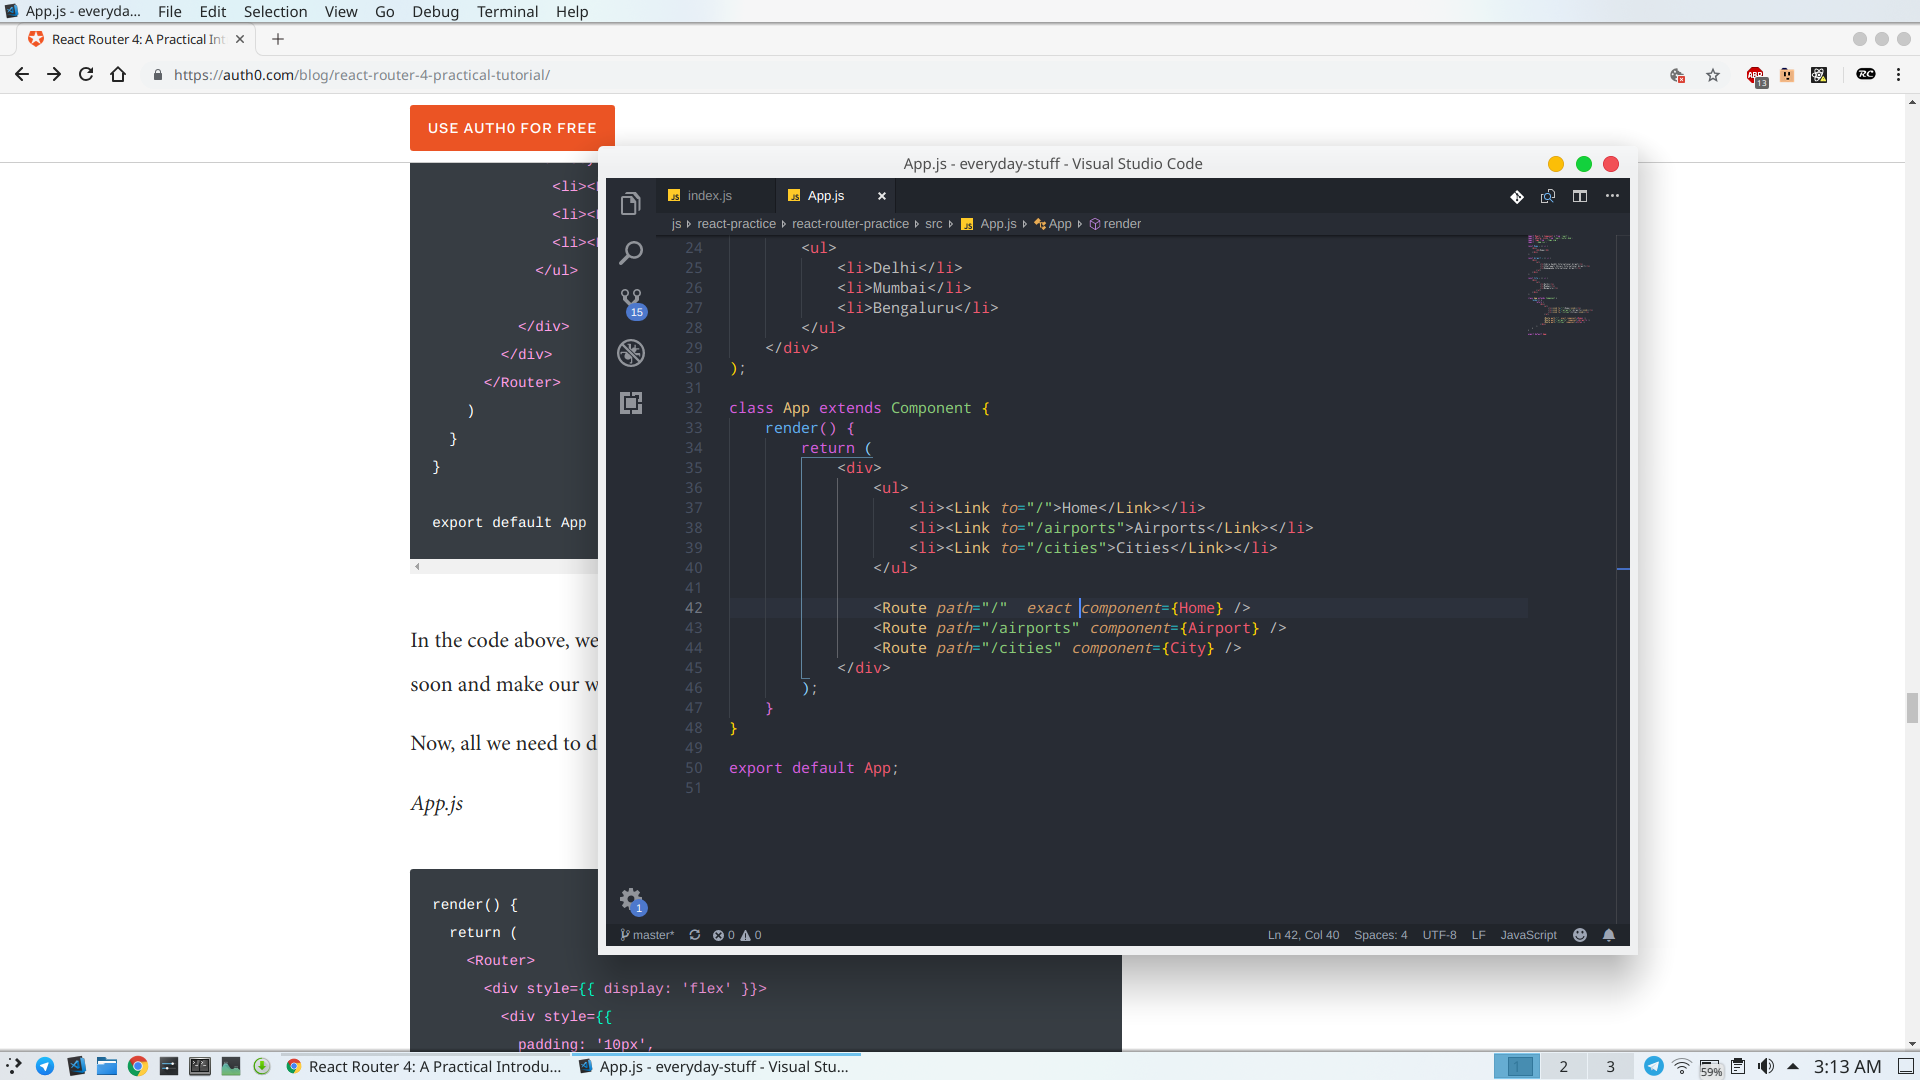 App.js - everyda...
File Edit Selection View Go Debug Terminal Help
React Router 4: A Practical Int
https://auth0.com/blog/react-router-4-practical-tutorial/
ABP
13
RC
USE AUTH0 FOR FREE
<li><
<li><
<li><
</ul>
</div>
</div>
</Router>
)
}
}
export default App
In the code above, we
soon and make our w
Now, all we need to d
App.js
render() {
return (
<Router>
<div style={{ display: 'flex' }}>
<div style={{
padding: '10px',
App.js - everyday-stuff - Visual Studio Code
JS index.js
JS App.js
js react-practice react-router-practice src JS App.js App render
15
24 <ul>
25 <li>Delhi</li>
26 <li>Mumbai</li>
27 <li>Bengaluru</li>
28 </ul>
29 </div>
30 );
31
32 class App extends Component {
33 render() {
34 return (
35 <div>
36 <ul>
37 <li><Link to="/">Home</Link></li>
38 <li><Link to="/airports">Airports</Link></li>
39 <li><Link to="/cities">Cities</Link></li>
40 </ul>
41
42 <Route path="/"  exact component={Home} />
43 <Route path="/airports" component={Airport} />
44 <Route path="/cities" component={City} />
45 </div>
46 );
47 }
48 }
49
50 export default App;
51
1
master* 0 0 Ln 42, Col 40 Spaces: 4 UTF-8 LF JavaScript
React Router 4: A Practical Introdu...
App.js - everyday-stuff - Visual Stu...
1 2 3
59%
3:13 AM